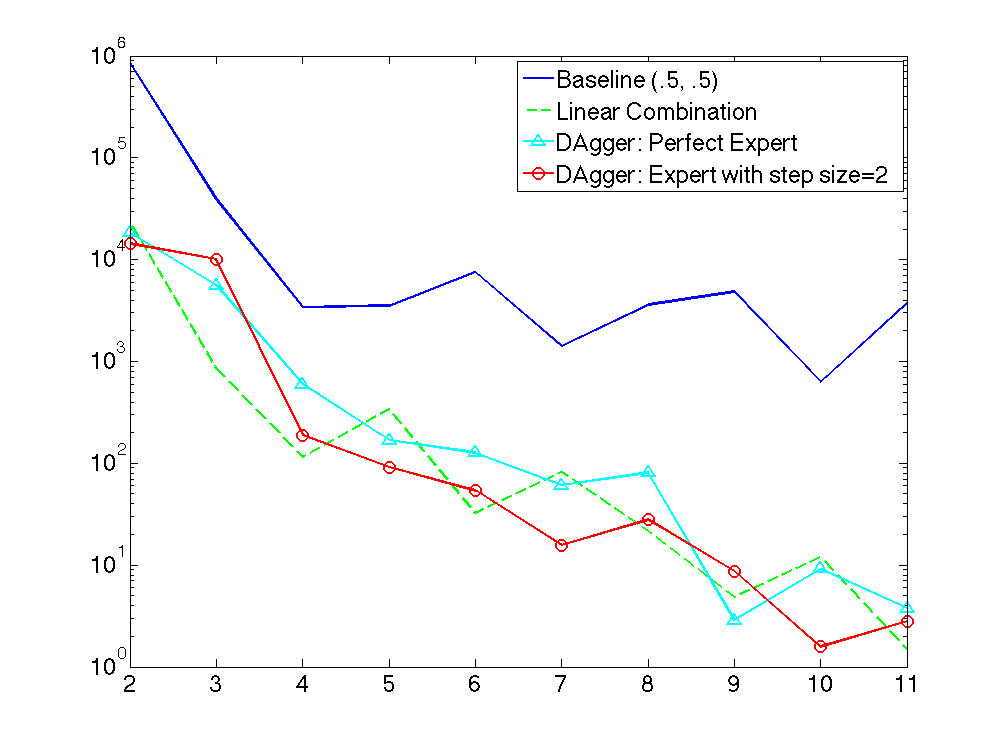 10^6
Baseline (.5, .5)
Linear Combination
DAgger: Perfect Expert
DAgger: Expert with step size=2
10^5
10^4
10^3
10^2
10^1
10^0
2 3 4 5 6 7 8 9 10 11